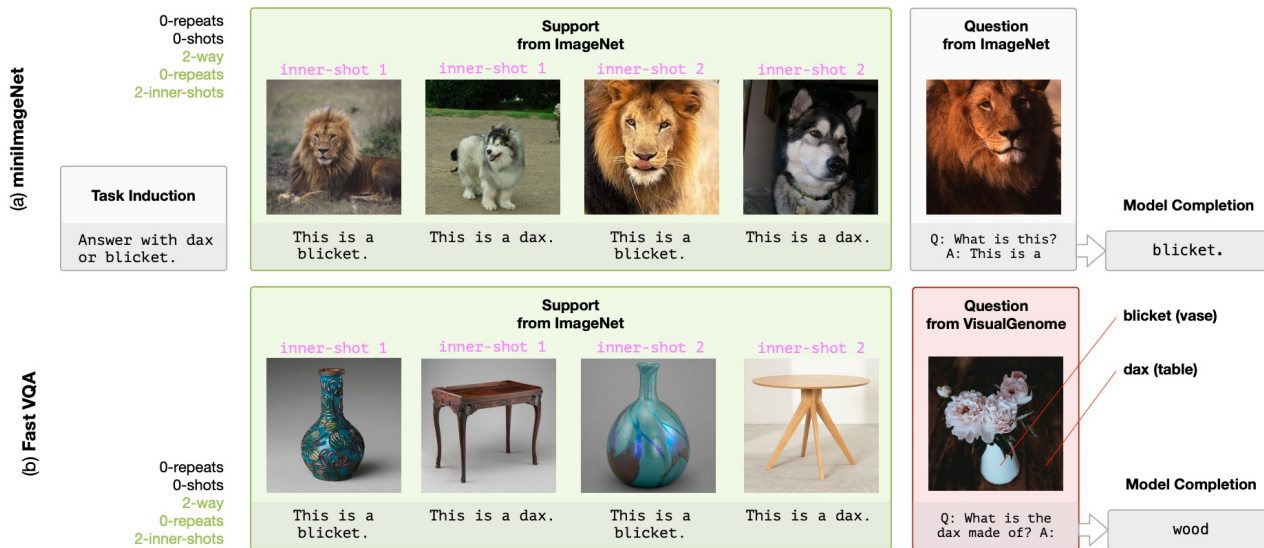 (a) miniImageNet
0-repeats
0-shots
2-way
0-repeats
2-inner-shots
Task Induction
Answer with dax
or blicket.
Support
from ImageNet
inner-shot 1
inner-shot 1
inner-shot 2
inner-shot 2
This is a
blicket.
This is a dax.
This is a
blicket.
This is a dax.
Question
from ImageNet
Q: What is this?
A: This is a
Model Completion
blicket.
(b) Fast VQA
0-repeats
0-shots
2-way
0-repeats
2-inner-shots
Support
from ImageNet
inner-shot 1
inner-shot 1
inner-shot 2
inner-shot 2
This is a
blicket.
This is a dax.
This is a
blicket.
This is a dax.
Question
from VisualGenome
Q: What is the
dax made of? A:
blicket (vase)
dax (table)
Model Completion
wood